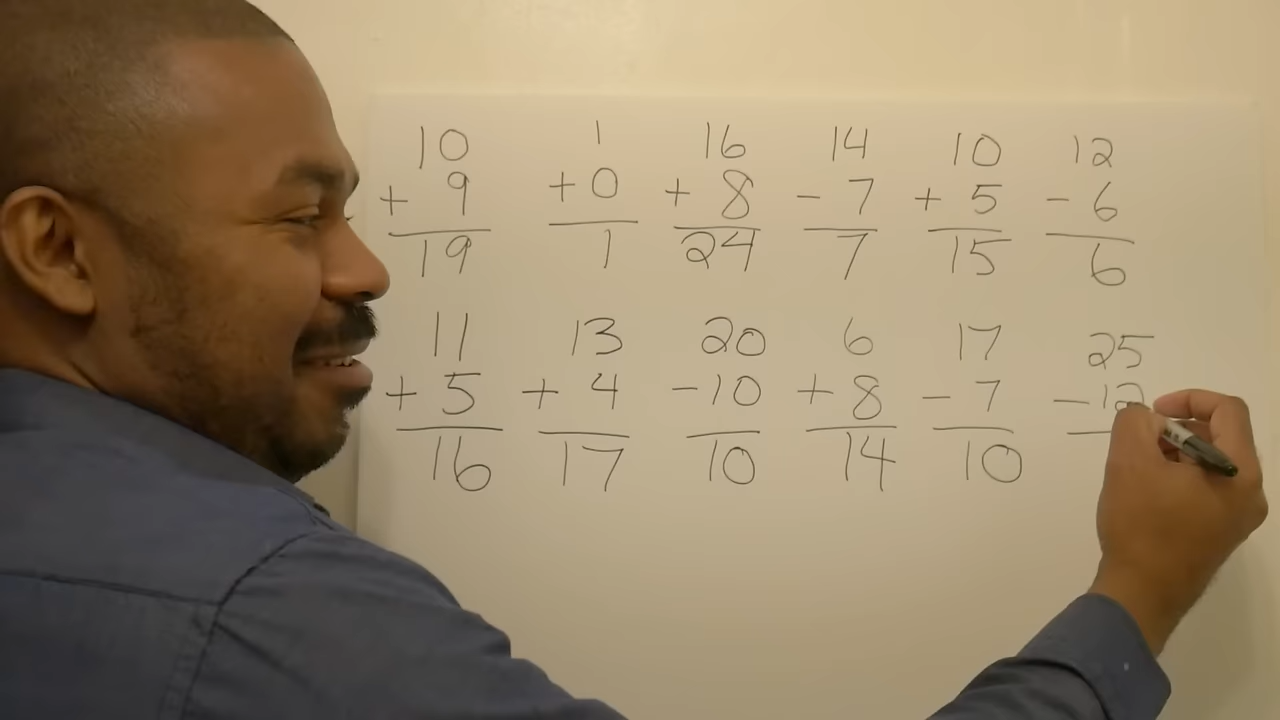 10 1 16 14 10 12
+ 9 + 0 + 8 - 7 + 5 - 6
19 1 24 7 15 6
11 13 20 6 17 25
+ 5 + 4 - 10 + 8 - 7 - 12
16 17 10 14 10